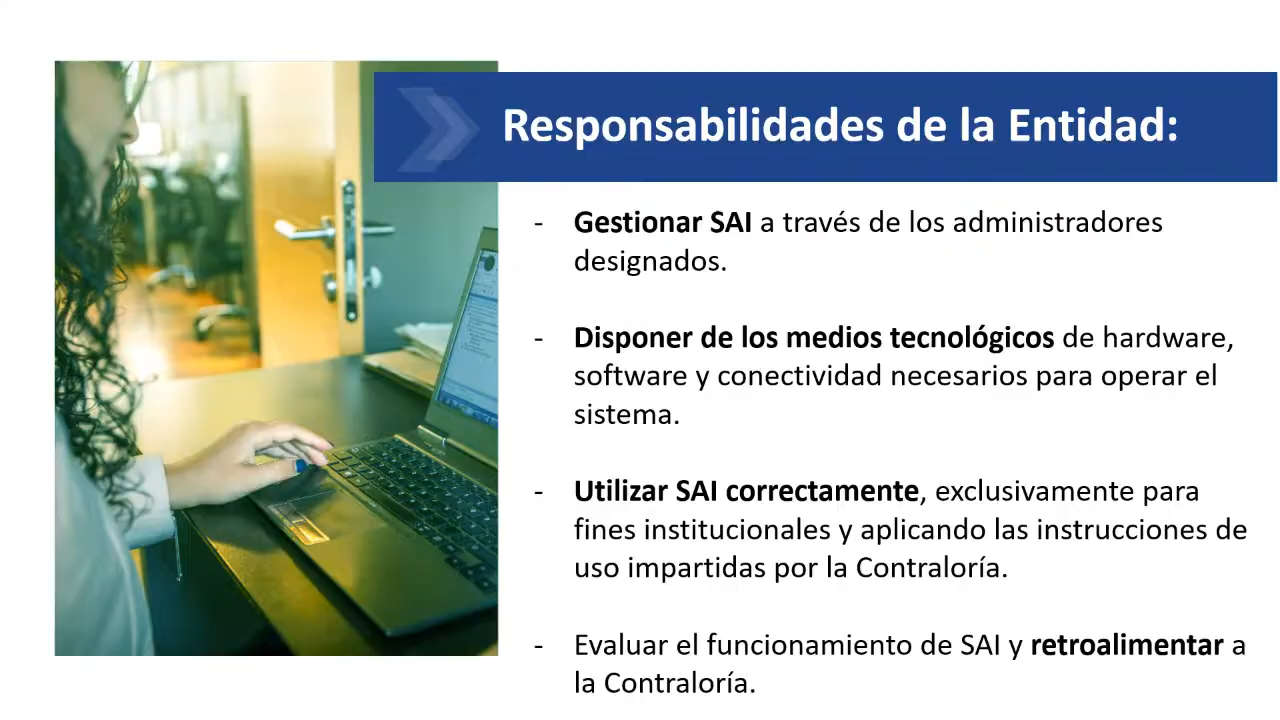 Responsabilidades de la Entidad:
- Gestionar SAI a través de los administradores
designados.
- Disponer de los medios tecnológicos de hardware,
software y conectividad necesarios para operar el
sistema.
- Utilizar SAI correctamente, exclusivamente para
fines institucionales y aplicando las instrucciones de
uso impartidas por la Contraloría.
- Evaluar el funcionamiento de SAI y retroalimentar a
la Contraloría.